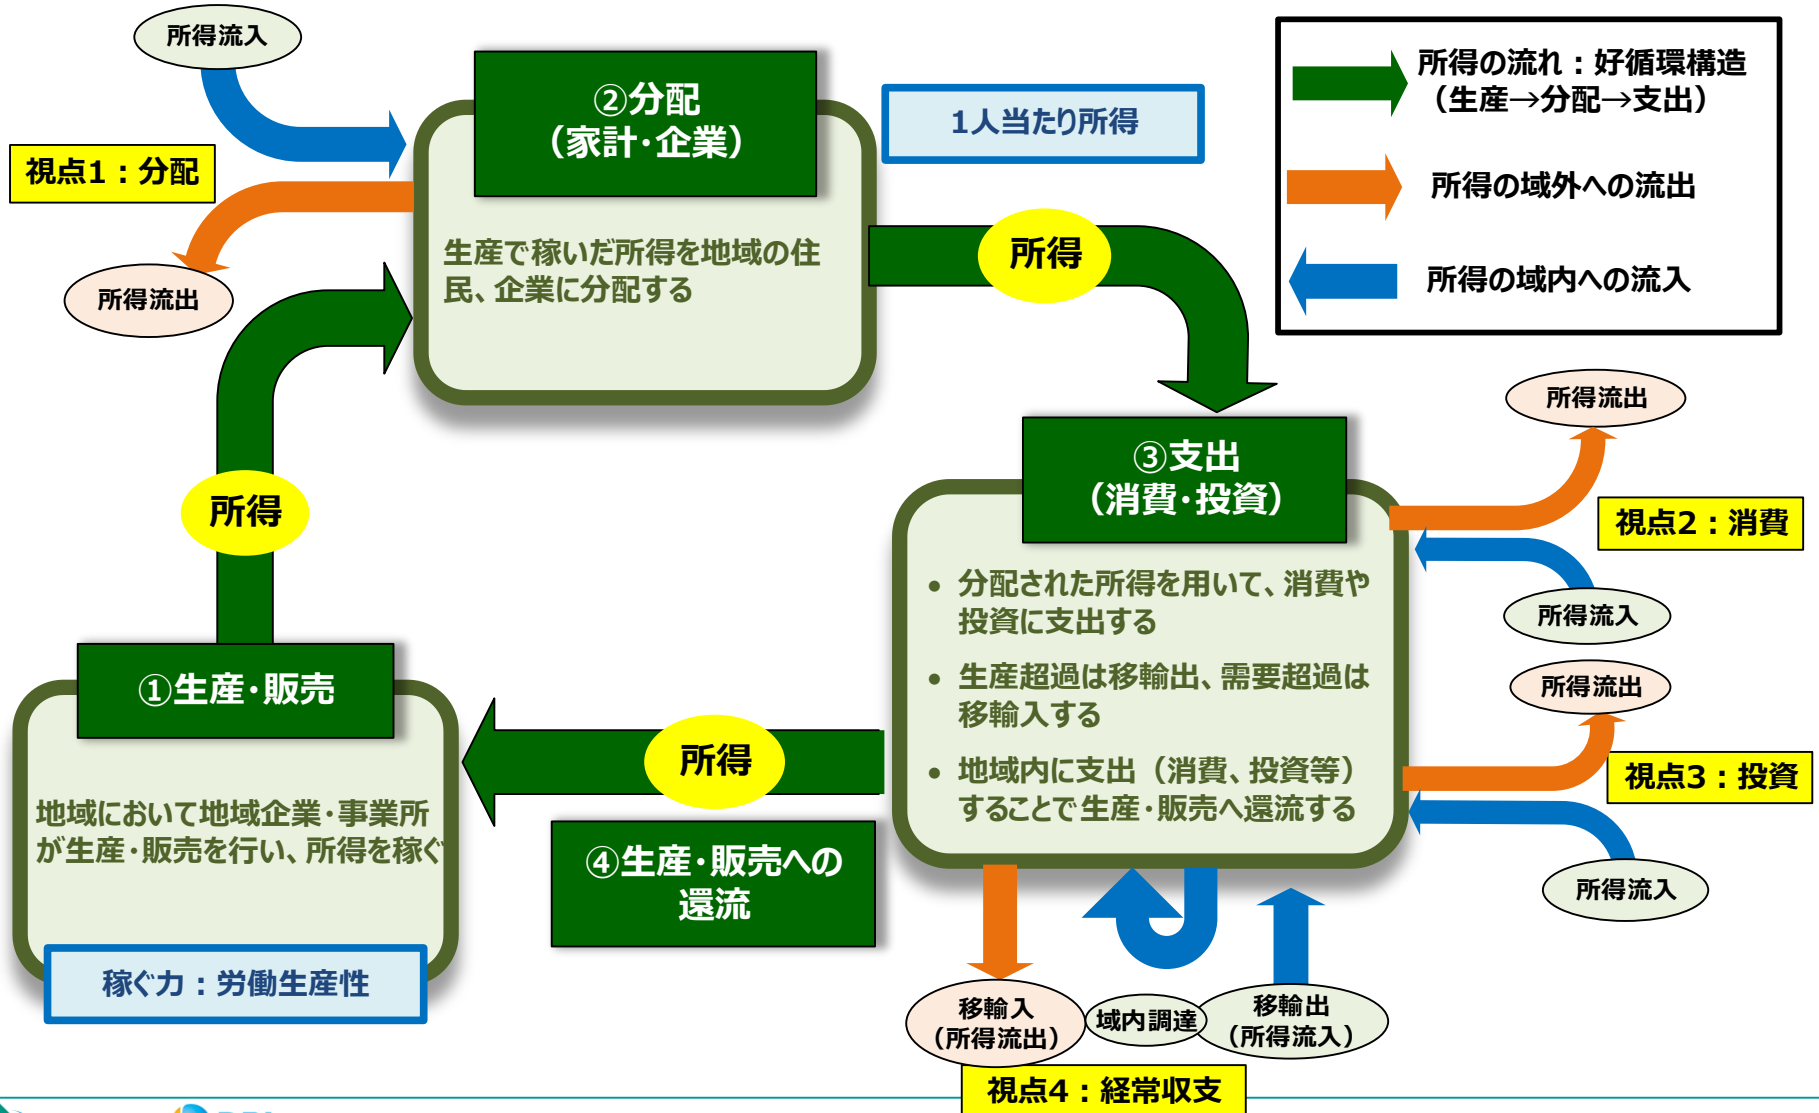 所得流入
②分配
（家計・企業）
1人当たり所得
視点1：分配
生産で稼いだ所得を地域の住
民、企業に分配する
所得流出
所得
所得の流れ：好循環構造
（生産→分配→支出）
所得の域外への流出
所得の域内への流入
所得流出
③支出
（消費・投資）
視点2：消費
所得
• 分配された所得を用いて、消費や
投資に支出する
所得流入
• 生産超過は移輸出、需要超過は
移輸入する
所得流出
①生産・販売
所得
• 地域内に支出（消費、投資等）
することで生産・販売へ還流する
視点3：投資
地域において地域企業・事業所
が生産・販売を行い、所得を稼ぐ
④生産・販売への
還流
所得流入
稼ぐ力：労働生産性
移輸入
（所得流出）
域内調達
移輸出
（所得流入）
視点4：経常収支